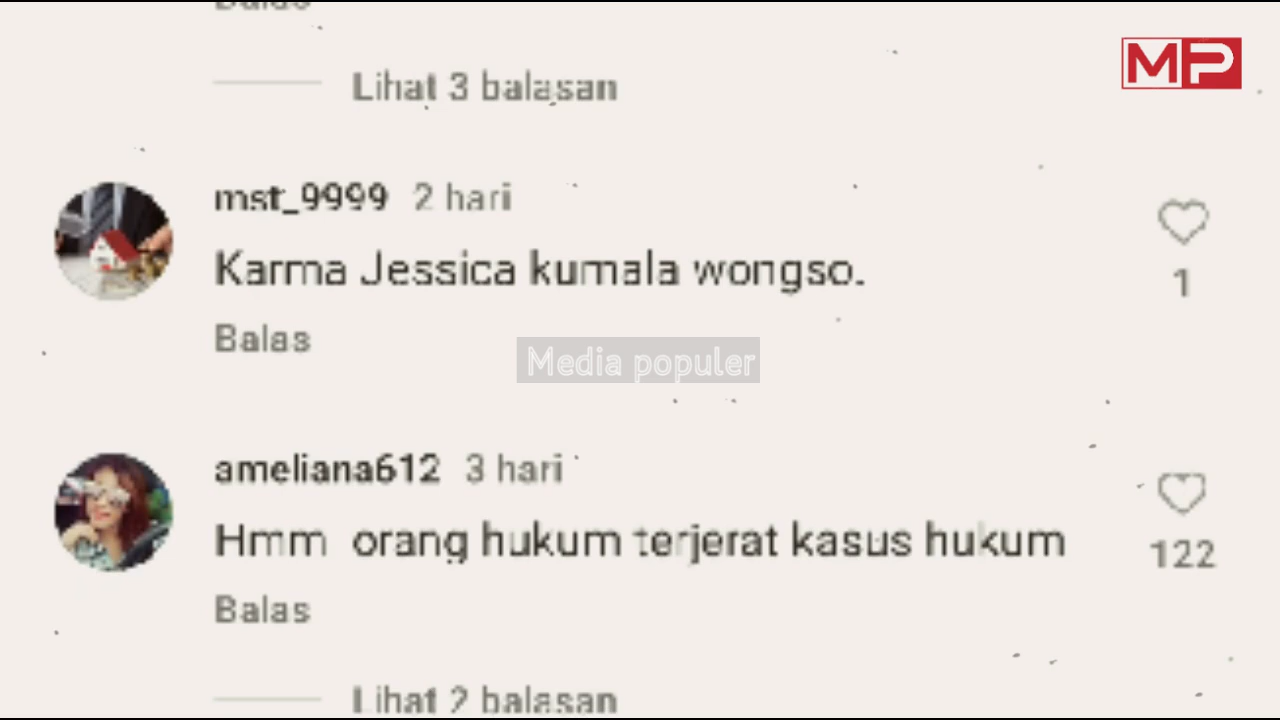 Balas
Lihat 3 balasan
MP
mst_9999 2 hari
Karma Jessica kumala wongso.
1
Balas
Media populer
ameliana612 3 hari
Hmm orang hukum terjerat kasus hukum
122
Balas
Lihat 2 balasan